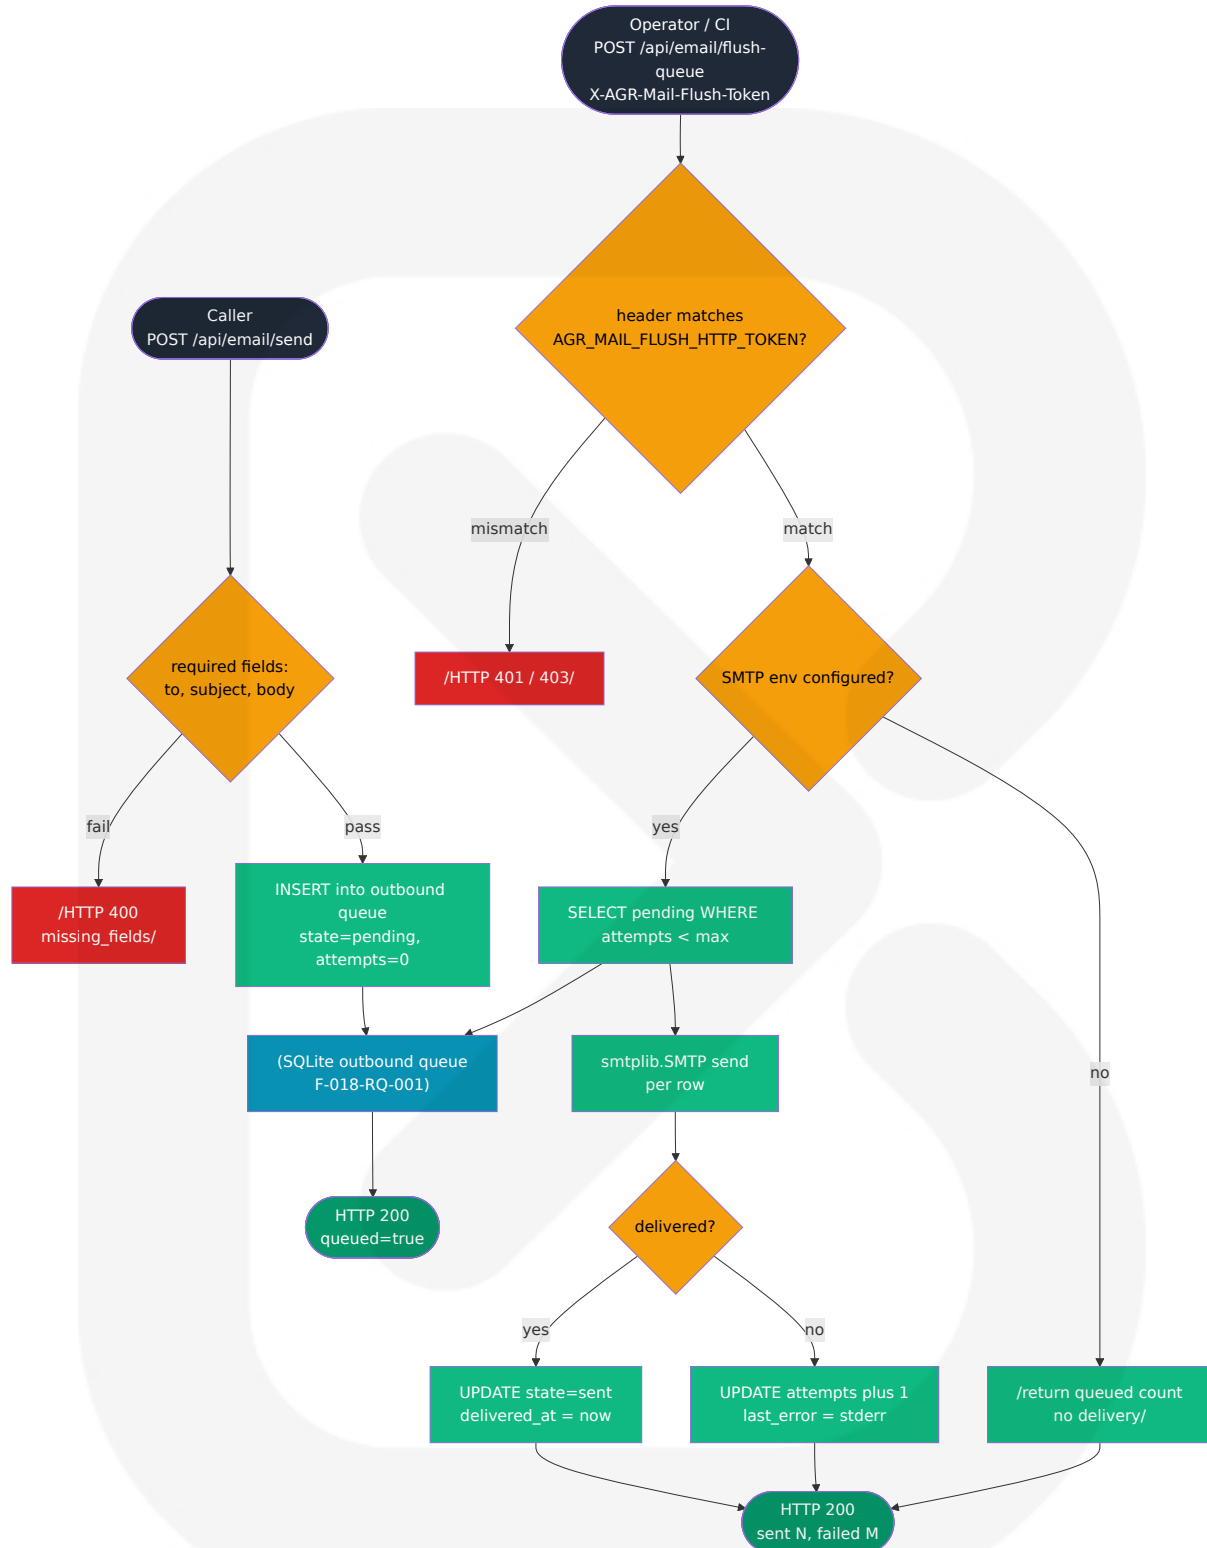 Operator / CI
POST /api/email/flush-
queue
X-AGR-Mail-Flush-Token
header matches
AGR_MAIL_FLUSH_HTTP_TOKEN?
Caller
POST /api/email/send
mismatch
match
required fields:
to, subject, body
/HTTP 401 / 403/
SMTP env configured?
fail
pass
yes
/HTTP 400
missing_fields/
INSERT into outbound
queue
state=pending,
attempts=0
SELECT pending WHERE
attempts < max
(SQLite outbound queue
F-018-RQ-001)
smtplib.SMTP send
per row
no
HTTP 200
queued=true
delivered?
yes
no
UPDATE state=sent
delivered_at = now
UPDATE attempts plus 1
last_error = stderr
/return queued count
no delivery/
HTTP 200
sent N, failed M